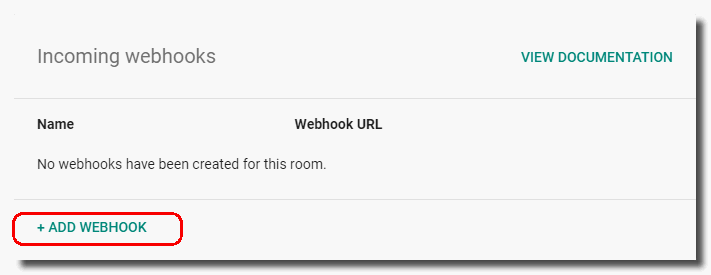 Incoming webhooks
VIEW DOCUMENTATION
Name
Webhook URL
No webhooks have been created for this room.
+ ADD WEBHOOK